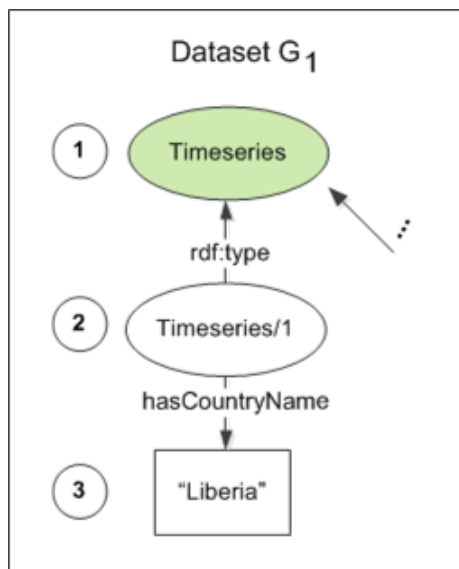 Dataset G1
1
Timeseries
...
rdf:type
2
Timeseries/1
hasCountryName
3
“Liberia”